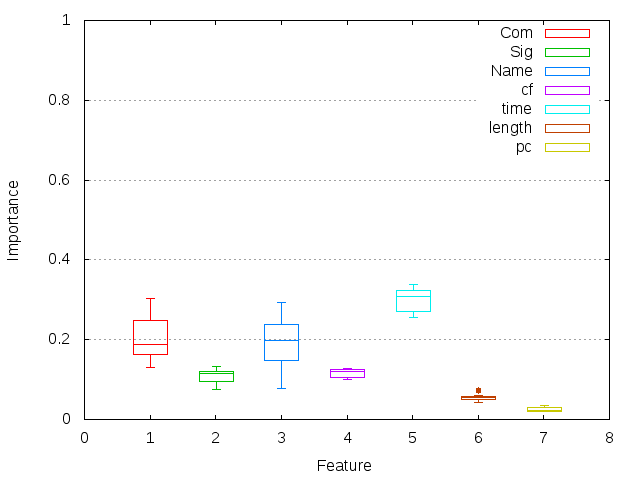 1
0.8
0.6
0.4
0.2
0
0 1 2 3 4 5 6 7 8
Importance
Feature
Com
Sig
Name
cf
time
length
pc